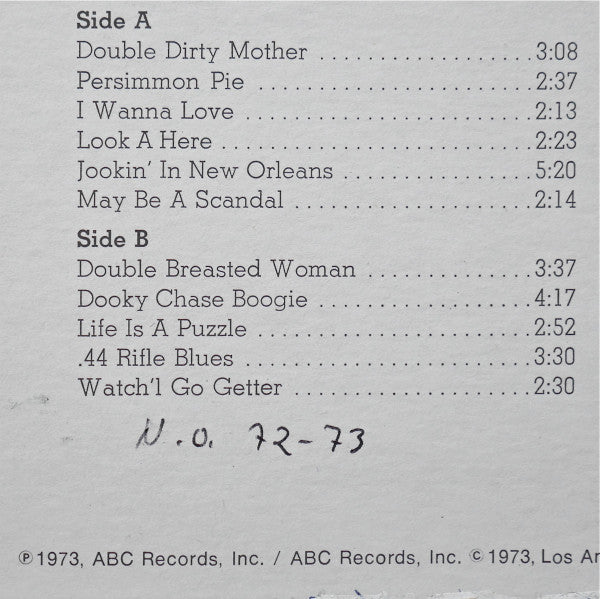 Side A
Double Dirty Mother ..................3:08
Persimmon Pie .......................2:37
I Wanna Love ........................2:13
Look A Here ..........................2:23
Jookin' In New Orleans ................5:20
May Be A Scandal ....................2:14
Side B
Double Breasted Woman ..............3:37
Dooky Chase Boogie ..................4:17
Life Is A Puzzle .......................2:52
.44 Rifle Blues ........................3:30
Watch'l Go Getter ....................2:30
N.O. 72-73
℗1973, ABC Records, Inc. / ABC Records, Inc. ©1973, Los